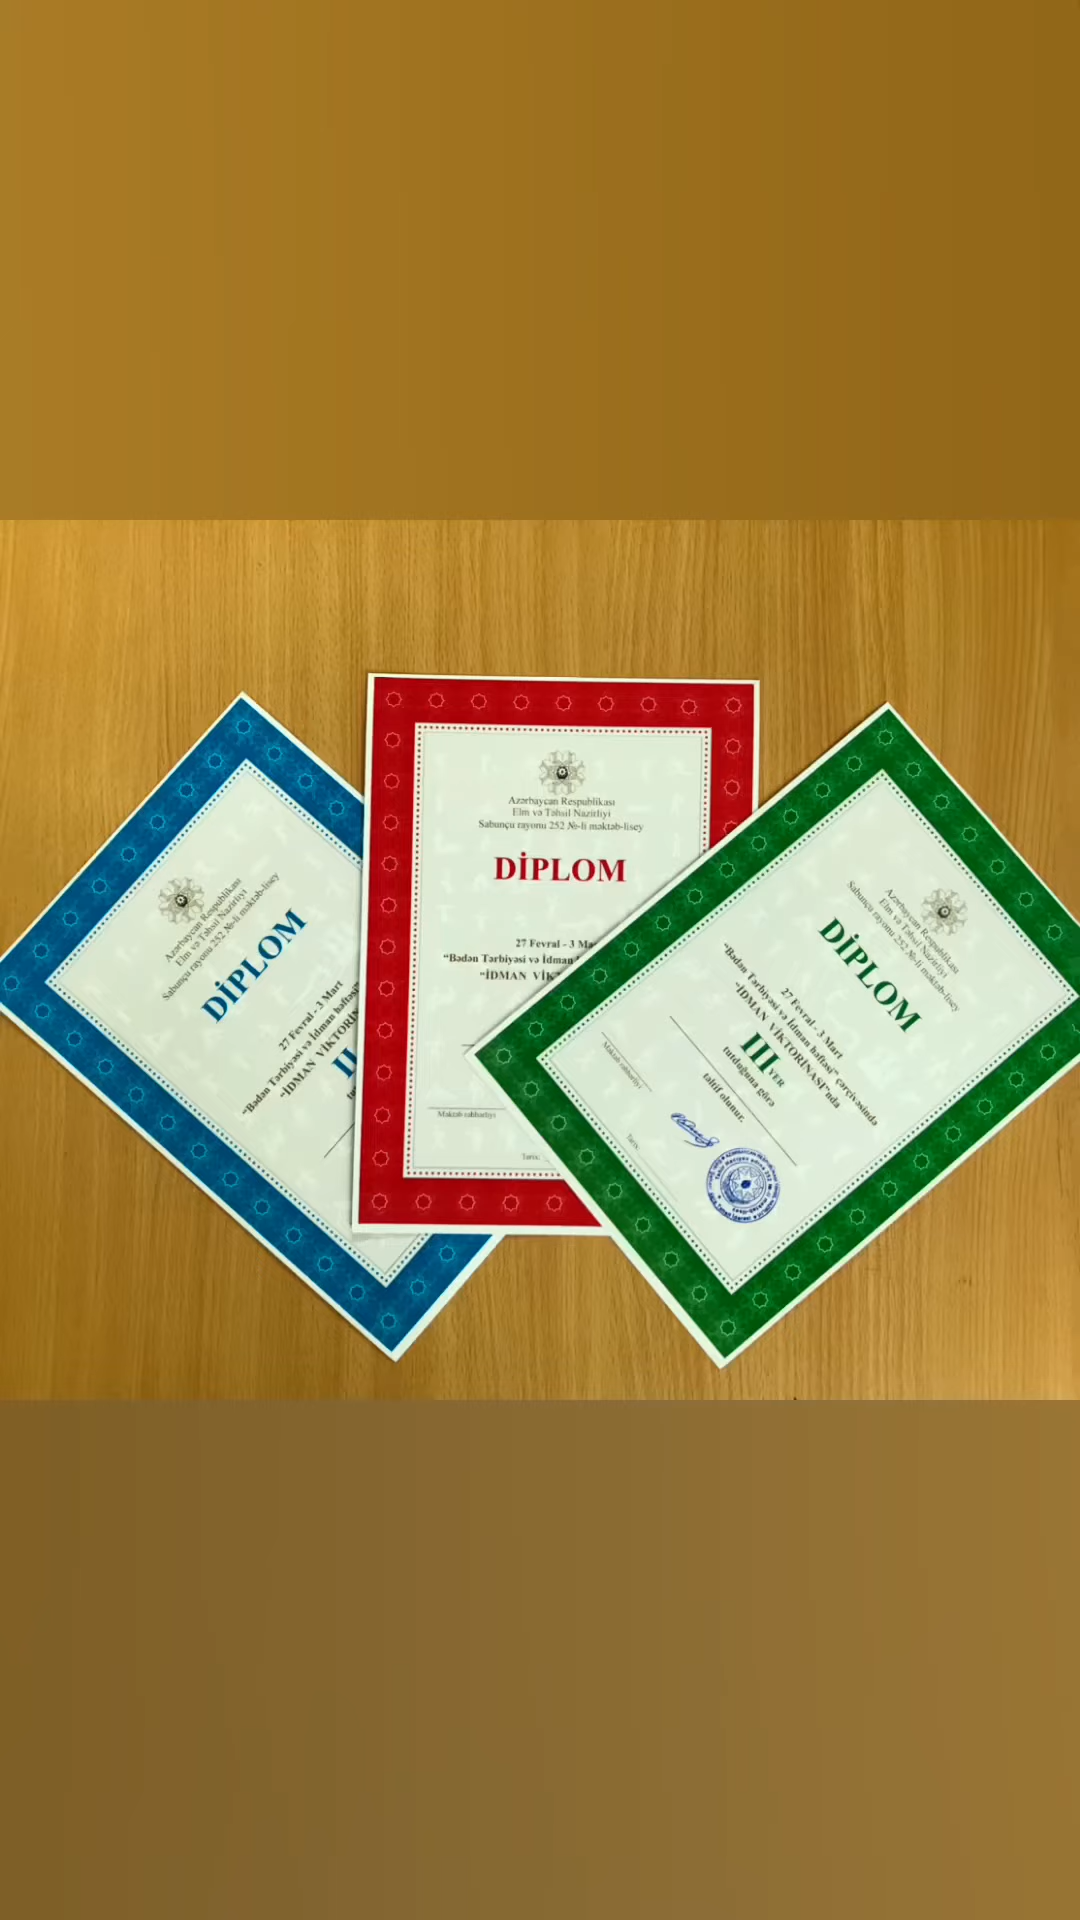 Azərbaycan Respublikası
Elm və Təhsil Nazirliyi
Sabunçu rayonu 252 №-li məktəb-lisey
DİPLOM
27 Fevral - 3 Mart
“Bədən Tərbiyəsi və İdman həftəsi”
“İDMAN VİKTORİN
II
Azərbaycan Respublikası
Elm və Təhsil Nazirliyi
Sabunçu rayonu 252 №-li məktəb-lisey
DİPLOM
27 Fevral - 3 Ma
“Bədən Tərbiyəsi və İdman
“İDMAN VİK
Məktəb rəhbərliyi
Tarix:
Azərbaycan Respublikası
Elm və Təhsil Nazirliyi
Sabunçu rayonu 252 №-li məktəb-lisey
DİPLOM
27 Fevral - 3 Mart
“Bədən Tərbiyəsi və İdman həftəsi” çərçivəsində
“İDMAN VİKTORİNASI”nda
III YER
tutduğuna görə
təltif olunur.
Məktəb rəhbərliyi
Tarix: